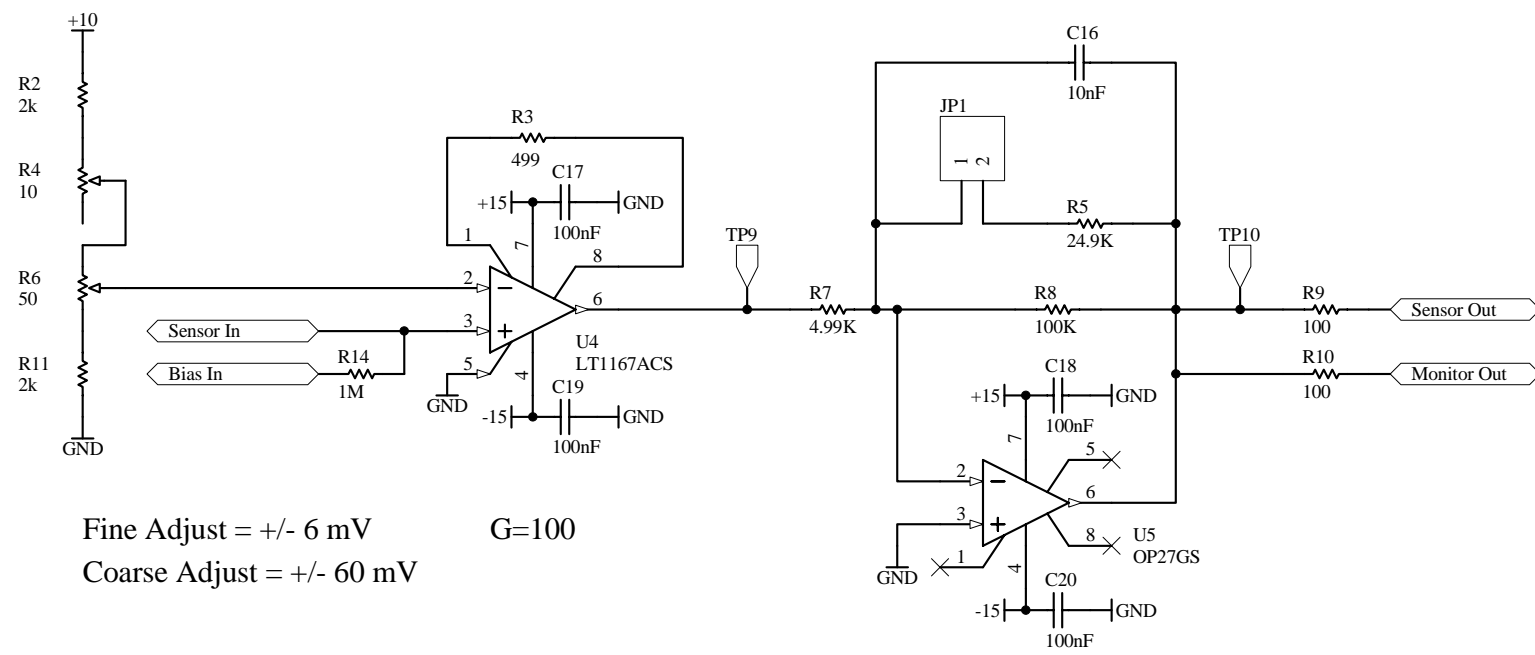 +10
R2
2k
R4
10
R6
50
R11
2k
GND
Sensor In
Bias In
R14
1M
R3
499
C17
+15
GND
100nF
1
7
8
2
3
6
5
4
U4
LT1167ACS
GND
C19
-15
GND
100nF
TP9
R7
4.99K
C16
10nF
JP1
1
2
R5
24.9K
R8
100K
TP10
R9
100
Sensor Out
R10
100
Monitor Out
C18
+15
GND
100nF
7
5
2
6
3
8
1
4
U5
OP27GS
GND
C20
-15
GND
100nF
Fine Adjust = +/- 6 mV
G=100
Coarse Adjust = +/- 60 mV